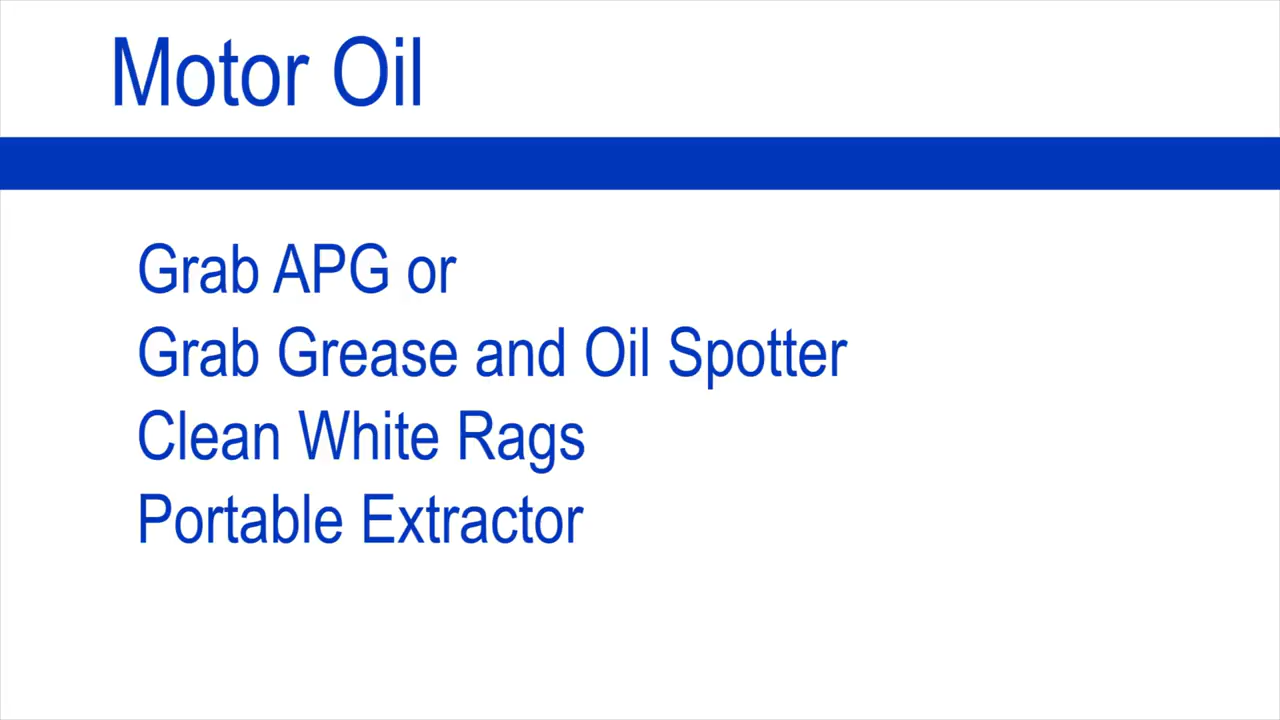 Motor Oil
Grab APG or
Grab Grease and Oil Spotter
Clean White Rags
Portable Extractor